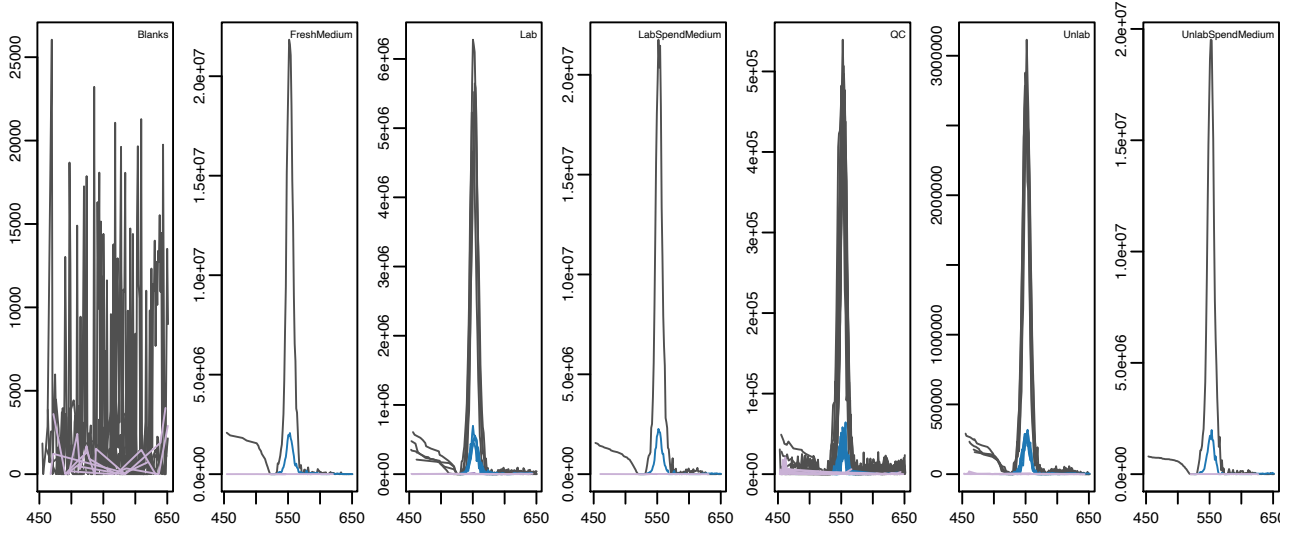 Blanks
25000
20000
15000
10000
5000
0
450 550 650
FreshMedium
2.0e+07
1.5e+07
1.0e+07
5.0e+06
0.0e+00
450 550 650
Lab
6e+06
5e+06
4e+06
3e+06
2e+06
1e+06
0e+00
450 550 650
LabSpendMedium
2.0e+07
1.5e+07
1.0e+07
5.0e+06
0.0e+00
450 550 650
QC
5e+05
4e+05
3e+05
2e+05
1e+05
0e+00
450 550 650
Unlab
3000000
2000000
1000000
500000
0
450 550 650
UnlabSpendMedium
2.0e+07
1.5e+07
1.0e+07
5.0e+06
0.0e+00
450 550 650